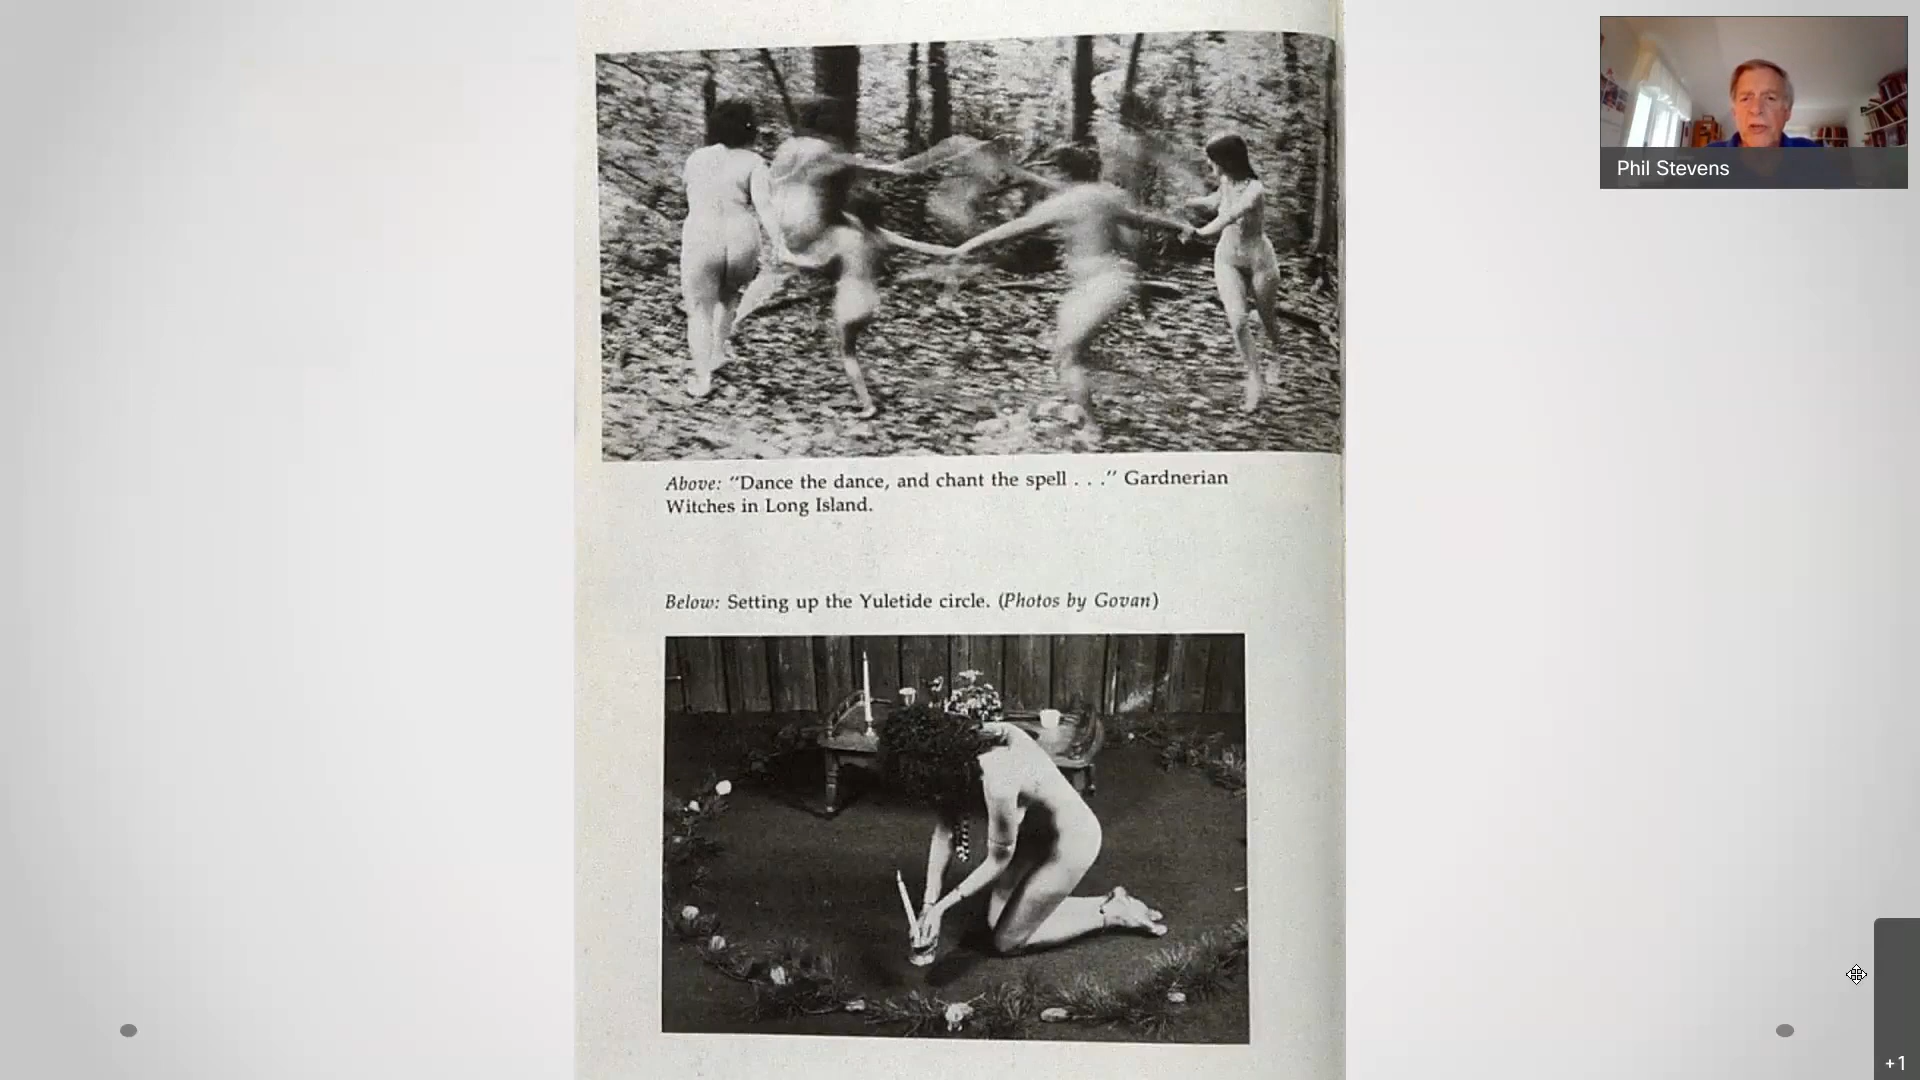 Phil Stevens
Above: “Dance the dance, and chant the spell . . .” Gardnerian
Witches in Long Island.
Below: Setting up the Yuletide circle. (Photos by Govan)
+1